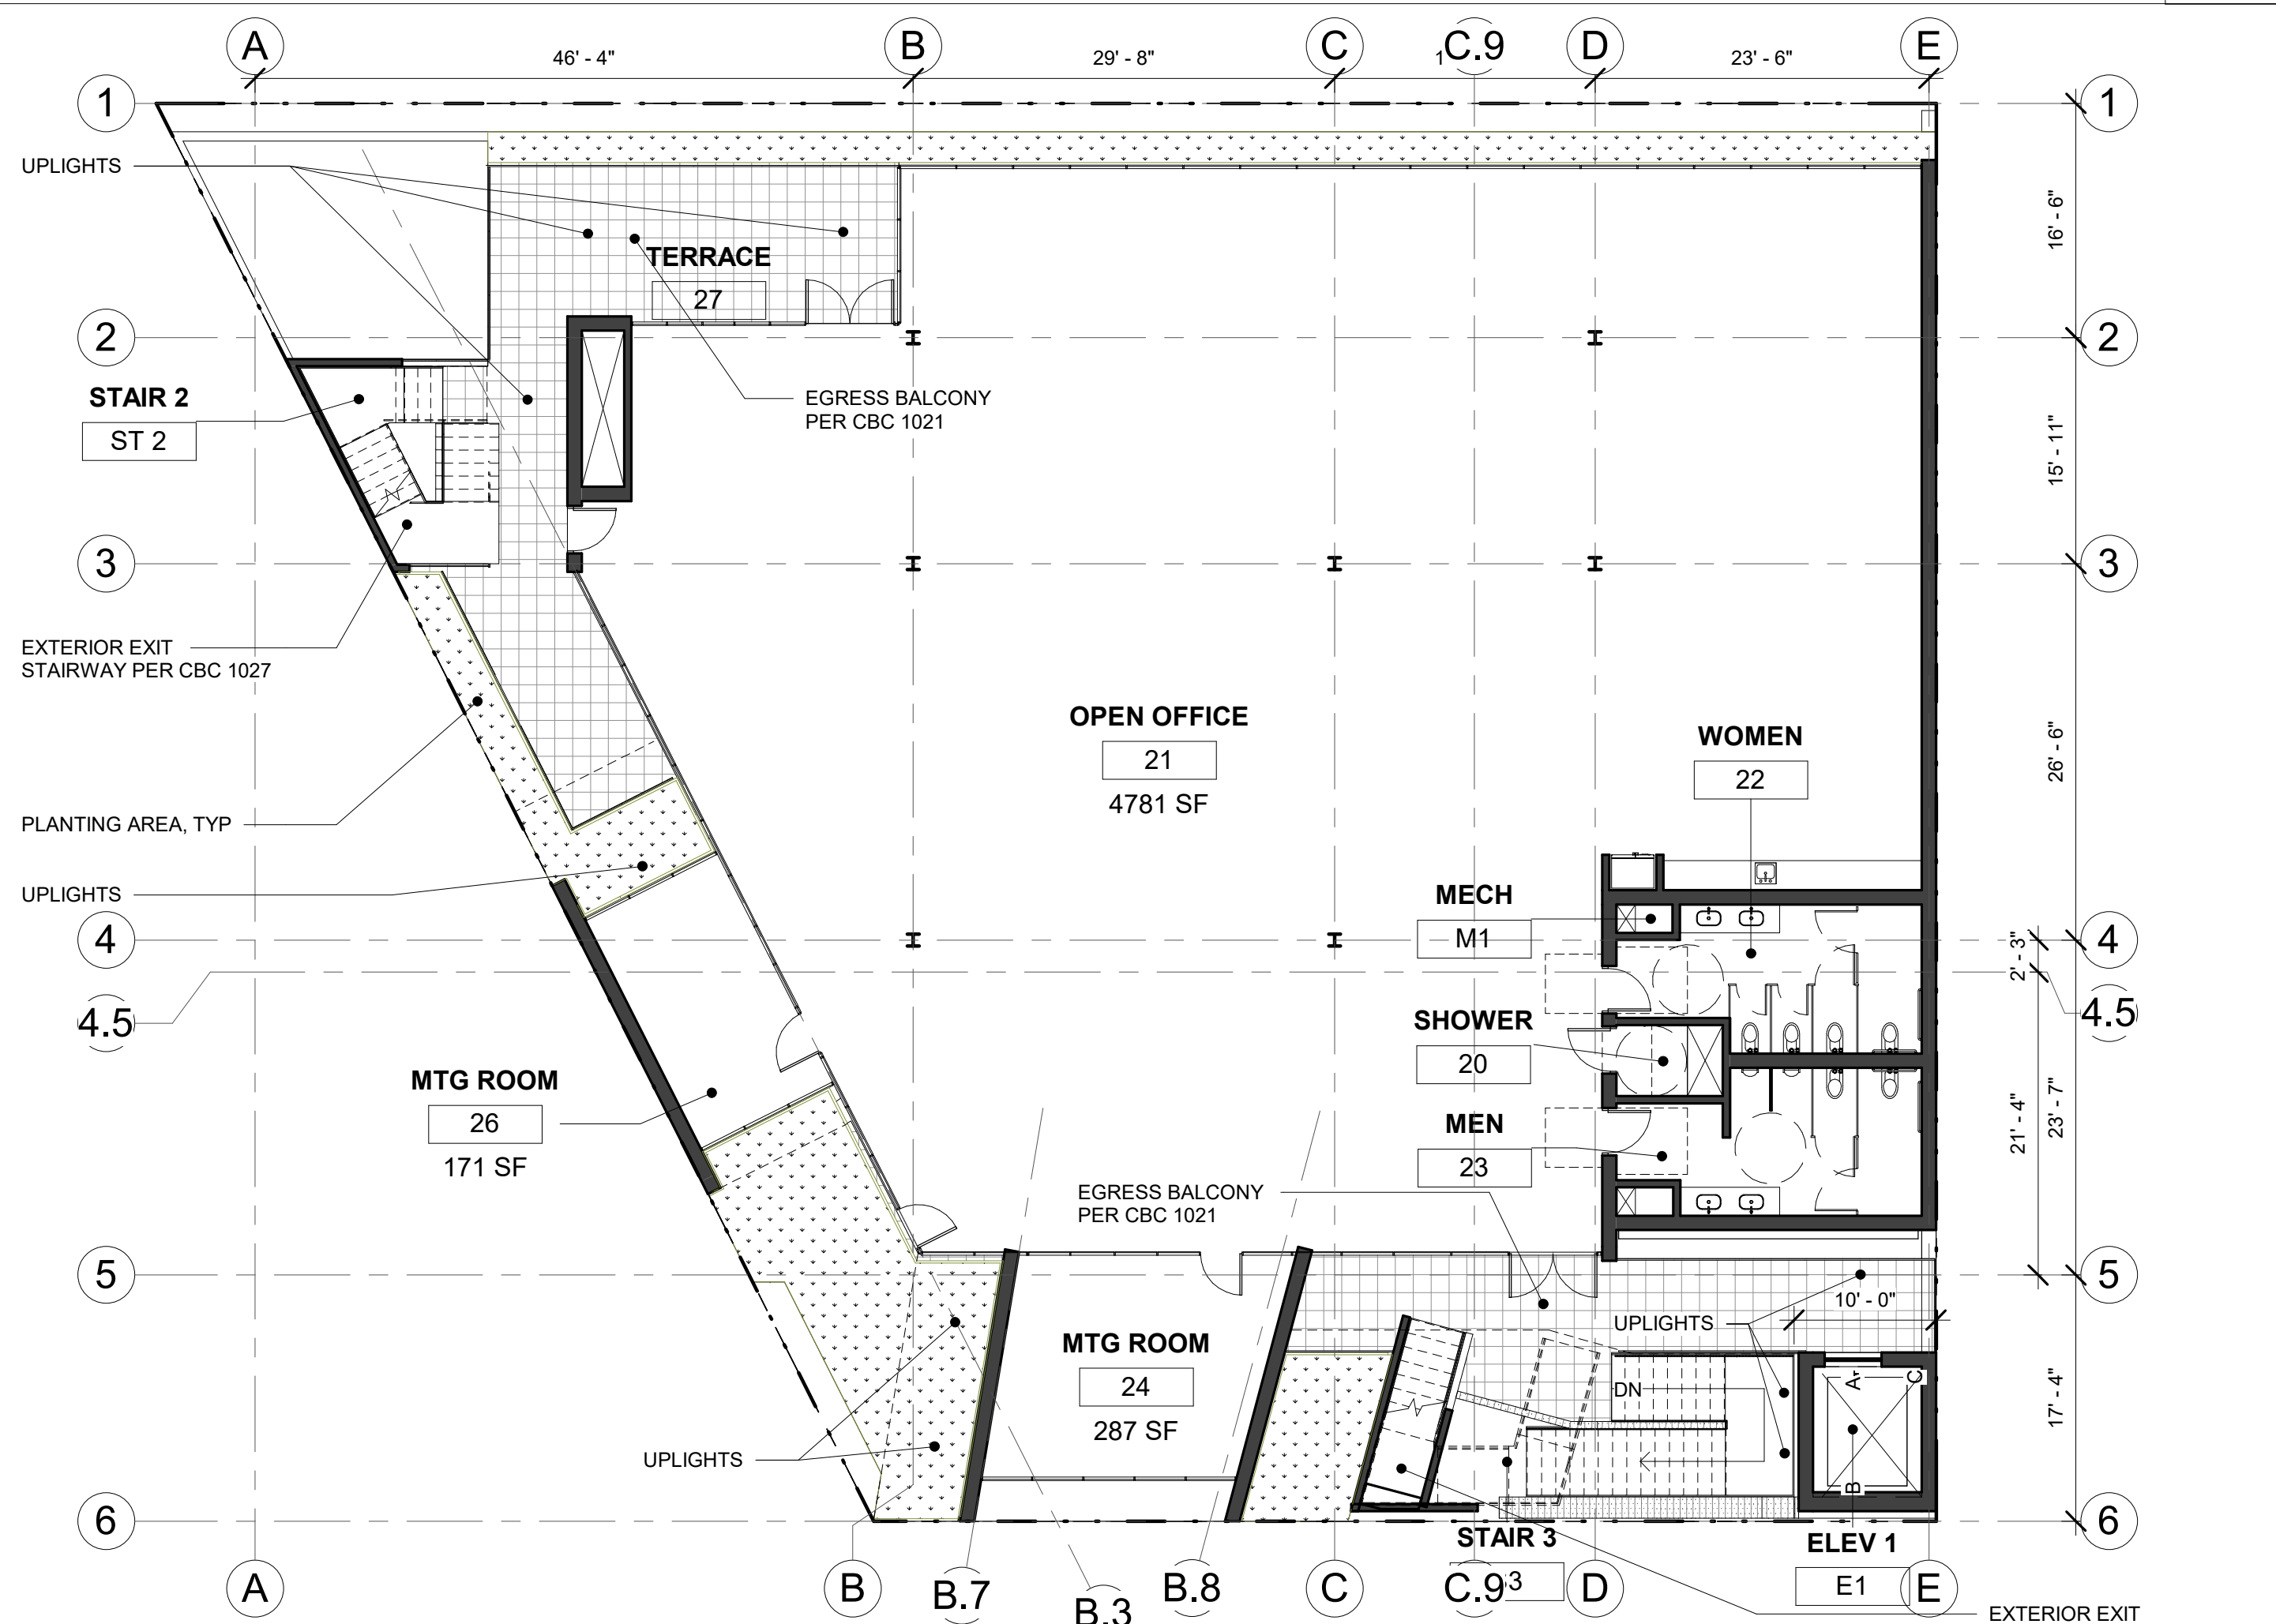 A
B
C
C.9
D
E
46' - 4"
29' - 8"
1
23' - 6"
1
1
UPLIGHTS
16' - 6"
TERRACE
27
2
2
STAIR 2
ST 2
EGRESS BALCONY
PER CBC 1021
15' - 11"
3
3
EXTERIOR EXIT
STAIRWAY PER CBC 1027
OPEN OFFICE
21
4781 SF
WOMEN
22
26' - 6"
PLANTING AREA, TYP
UPLIGHTS
MECH
M1
4
4
2' - 3"
4.5
4.5
SHOWER
20
MTG ROOM
26
171 SF
MEN
23
21' - 4"
23' - 7"
EGRESS BALCONY
PER CBC 1021
5
5
10' - 0"
UPLIGHTS
MTG ROOM
24
287 SF
DN
A
C
B
17' - 4"
UPLIGHTS
6
6
STAIR 3
3
ELEV 1
E1
A
B
B.7
B.3
B.8
C
C.9
D
E
EXTERIOR EXIT